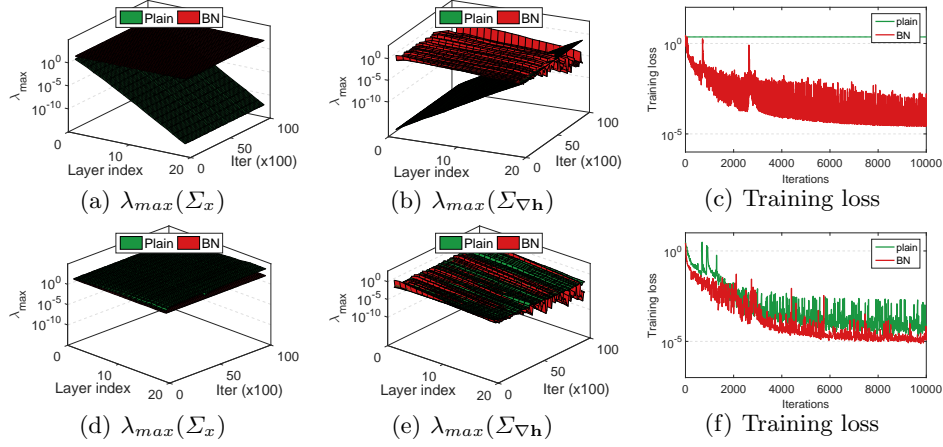 Plain BN
λmax
10^0
10^-5
10^-10
0
10
20
Layer index
0
50
100
Iter (x100)
(a) λmax(Σx)
Plain BN
λmax
10^0
10^-5
10^-10
0
10
20
Layer index
0
50
100
Iter (x100)
(b) λmax(Σ∇h)
plain
BN
Training loss
10^0
10^-5
0 2000 4000 6000 8000 10000
Iterations
(c) Training loss
Plain BN
λmax
10^0
10^-5
10^-10
0
10
20
Layer index
0
50
100
Iter (x100)
(d) λmax(Σx)
Plain BN
λmax
10^0
10^-5
10^-10
0
10
20
Layer index
0
50
100
Iter (x100)
(e) λmax(Σ∇h)
plain
BN
Training loss
10^0
10^-5
0 2000 4000 6000 8000 10000
Iterations
(f) Training loss